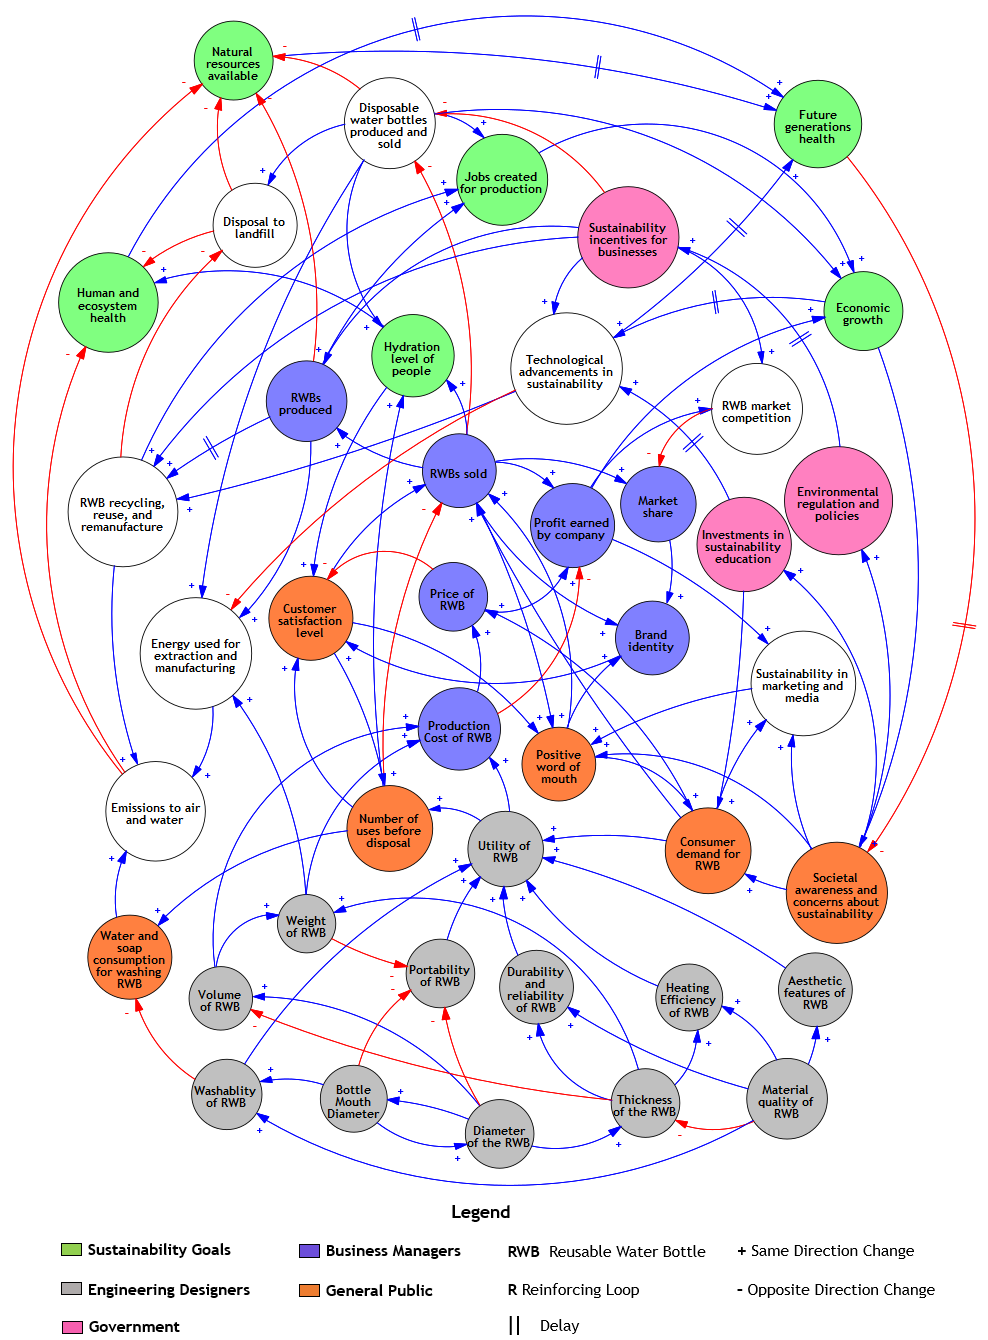 Natural
resources
available
Disposable
water bottles
produced and
sold
Future
generations
health
Jobs created
for production
Disposal to
landfill
Sustainability
incentives for
businesses
Human and
ecosystem
health
Economic
growth
Hydration
level of
people
Technological
advancements in
sustainability
RWBs
produced
RWB market
competition
RWBs sold
RWB recycling,
reuse, and
remanufacture
Profit earned
by company
Market
share
Environmental
regulation and
policies
Investments in
sustainability
education
Price of
RWB
Customer
satisfaction
level
Brand
identity
Energy used for
extraction and
manufacturing
Sustainability in
marketing and
media
Production
Cost of RWB
Positive
word of
mouth
Emissions to air
and water
Number of
uses before
disposal
Utility of
RWB
Consumer
demand for
RWB
Societal
awareness and
concerns about
sustainability
Weight
of RWB
Water and
soap
consumption
for washing
RWB
Portability
of RWB
Durability
and
reliability
of RWB
Heating
Efficiency
of RWB
Aesthetic
features of
RWB
Volume
of RWB
Washablity
of RWB
Bottle
Mouth
Diameter
Thickness
of the RWB
Material
quality of
RWB
Diameter
of the RWB
Legend
Sustainability Goals
Business Managers
RWB Reusable Water Bottle
+ Same Direction Change
Engineering Designers
General Public
R Reinforcing Loop
- Opposite Direction Change
Government
|| Delay